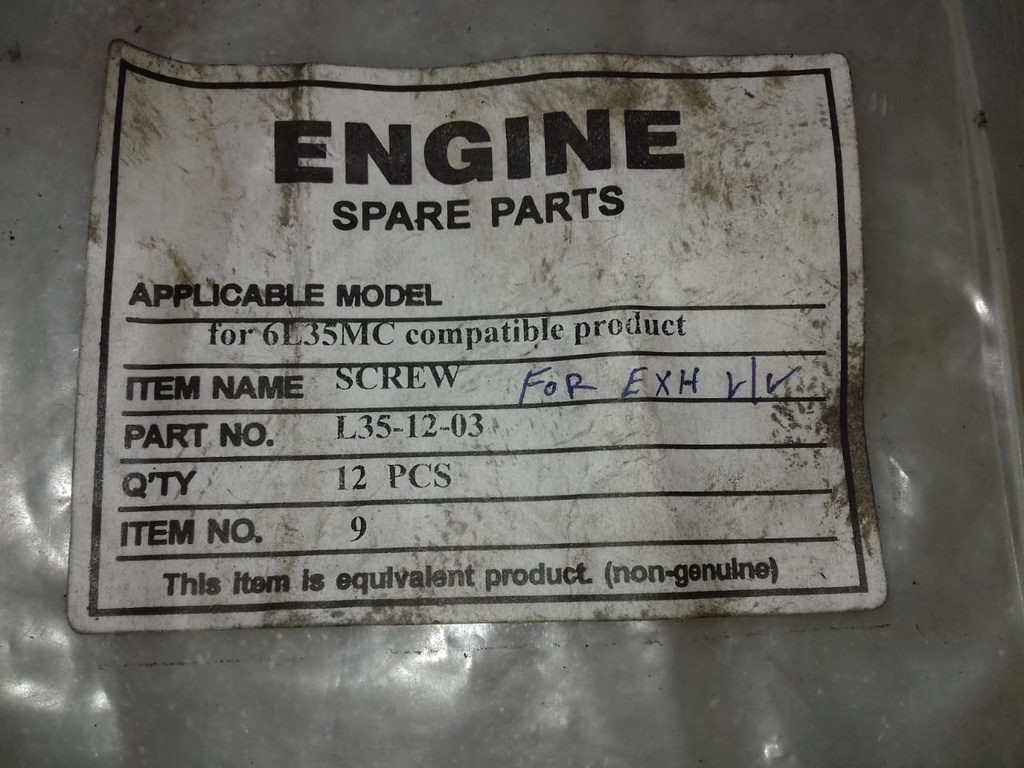 ENGINE
SPARE PARTS
APPLICABLE MODEL
for 6L35MC compatible product
ITEM NAME SCREW FOR EXH V/V
PART NO. L35-12-03
Q'TY 12 PCS
ITEM NO. 9
This item is equivalent product. (non-genuine)